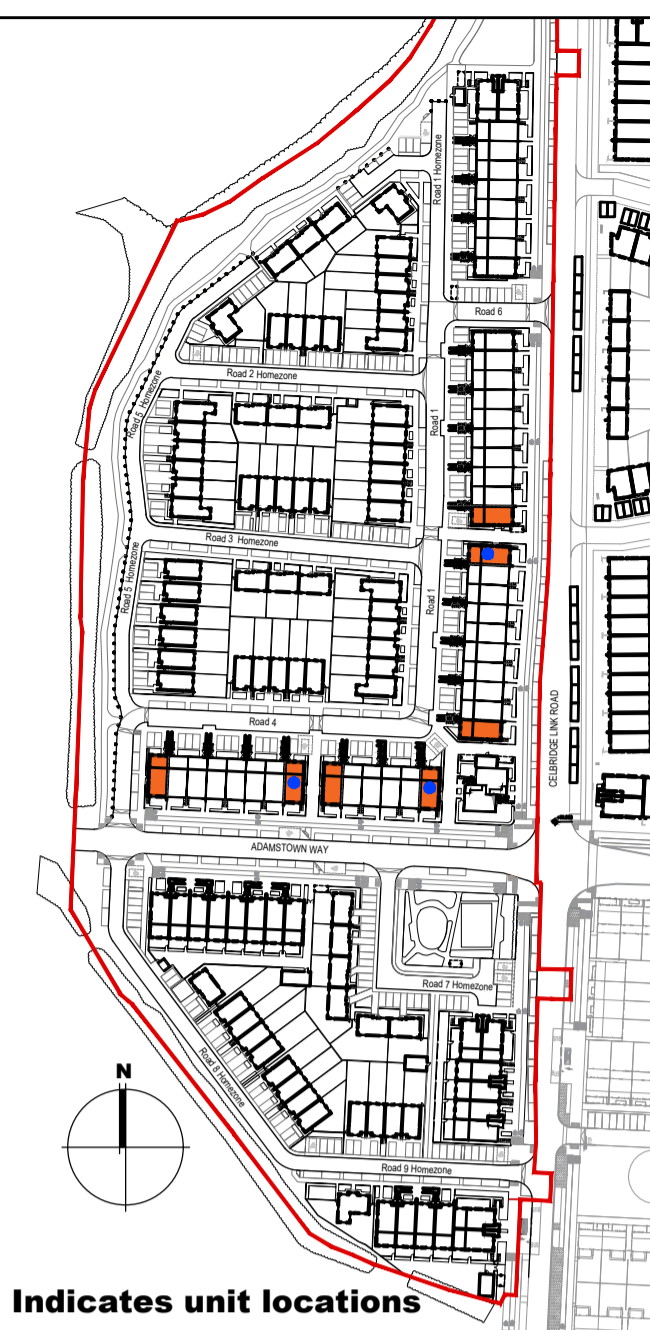 Road 1 Homezone
Road 6
Road 2 Homezone
Road 5 Homezone
Road 1
Road 3 Homezone
Road 5 Homezone
Road 1
CELBRIDGE LINK ROAD
Road 4
ADAMSTOWN WAY
Road 7 Homezone
Road 8 Homezone
N
Road 9 Homezone
Indicates unit locations